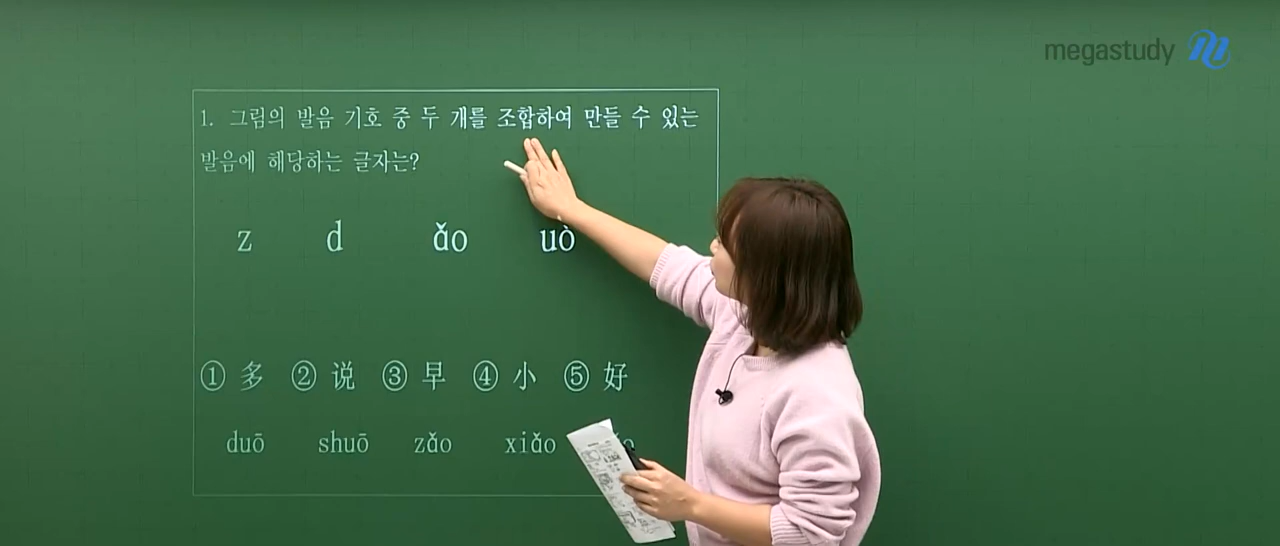 megastudy
1. 그림의 발음 기호 중 두 개를 조합하여 만들 수 있는
발음에 해당하는 글자는?
z d ǎo uò
① 多 ② 说 ③ 早 ④ 小 ⑤ 好
duō shuō zǎo xiǎo